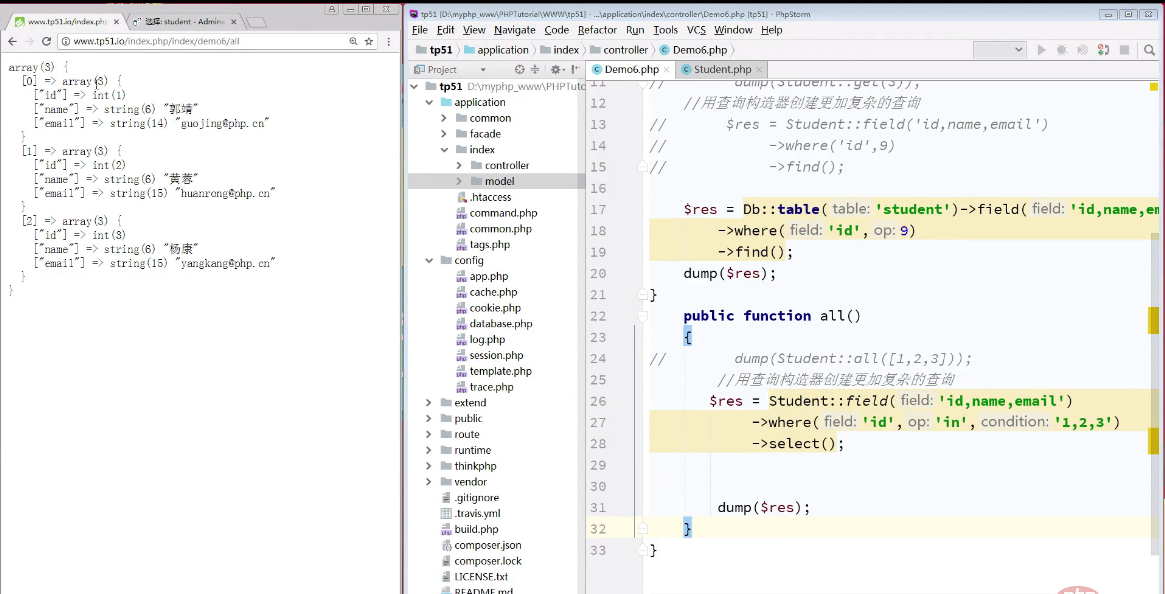 www.tp51.io/index.php
选择: student - Admine
www.tp51.io/index.php/index/demo6/all
array(3) {
[0] => array(3) {
["id"] => int(1)
["name"] => string(6) "郭靖"
["email"] => string(14) "guojing@php.cn"
}
[1] => array(3) {
["id"] => int(2)
["name"] => string(6) "黄蓉"
["email"] => string(15) "huanrong@php.cn"
}
[2] => array(3) {
["id"] => int(3)
["name"] => string(6) "杨康"
["email"] => string(15) "yangkang@php.cn"
}
}
tp51 [D:\myphp_www\PHPTutorial\WWW\tp51] - ...\application\index\controller\Demo6.php [tp51] - PhpStorm
File Edit View Navigate Code Refactor Run Tools VCS Window Help
tp51 application index controller Demo6.php
Project
Demo6.php Student.php
tp51 D:\myphp_www\PHPTuto
application
common
facade
index
controller
model
.htaccess
command.php
common.php
tags.php
config
app.php
cache.php
cookie.php
database.php
log.php
session.php
template.php
trace.php
extend
public
route
runtime
thinkphp
vendor
.gitignore
.travis.yml
build.php
composer.json
composer.lock
LICENSE.txt
README.md
11 // dump(Student::get(3));
12 //用查询构造器创建更加复杂的查询
13 // $res = Student::field('id,name,email')
14 // ->where('id',9)
15 // ->find();
16
17 $res = Db::table( table: 'student')->field( field: 'id,name,em
18 ->where( field: 'id', op: 9)
19 ->find();
20 dump($res);
21 }
22 public function all()
23 {
24 // dump(Student::all([1,2,3]));
25 //用查询构造器创建更加复杂的查询
26 $res = Student::field( field: 'id,name,email')
27 ->where( field: 'id', op: 'in', condition: '1,2,3')
28 ->select();
29
30
31 dump($res);
32 }
33 }